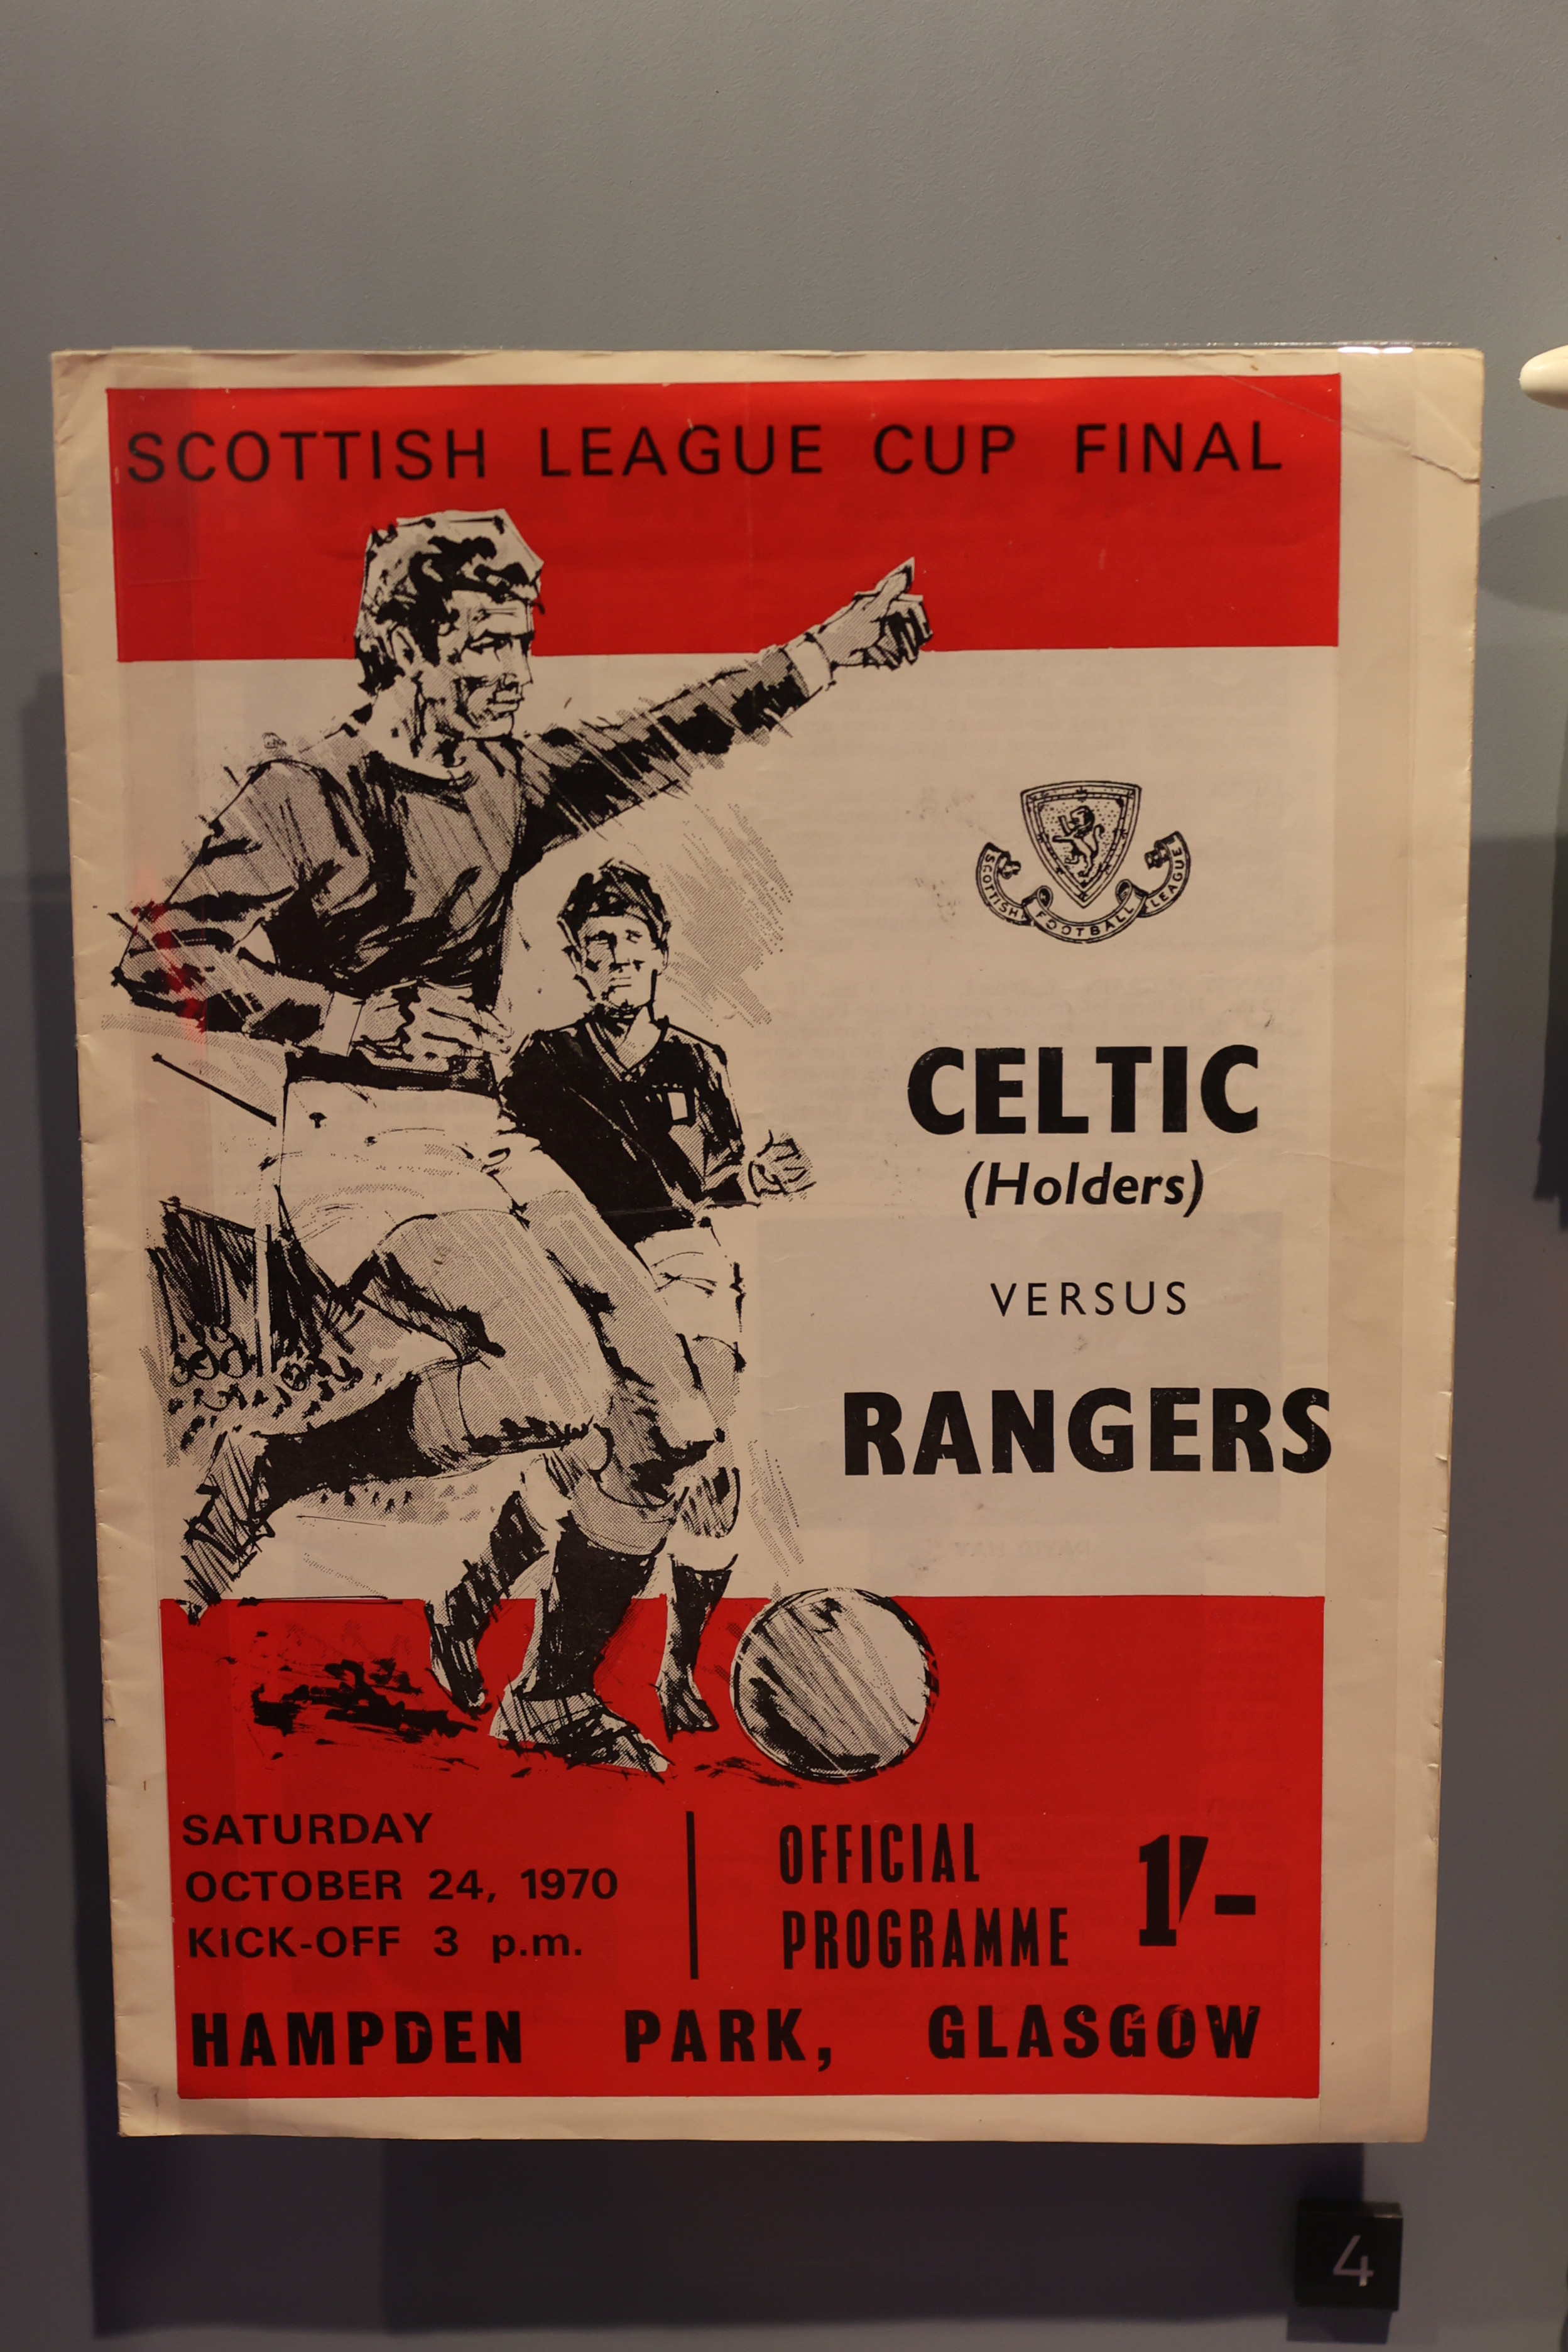 SCOTTISH LEAGUE CUP FINAL
SCOTTISH FOOTBALL LEAGUE
CELTIC
(Holders)
VERSUS
RANGERS
SATURDAY
OCTOBER 24, 1970
KICK-OFF 3 p.m.
OFFICIAL
PROGRAMME 1/-
HAMPDEN PARK, GLASGOW
4